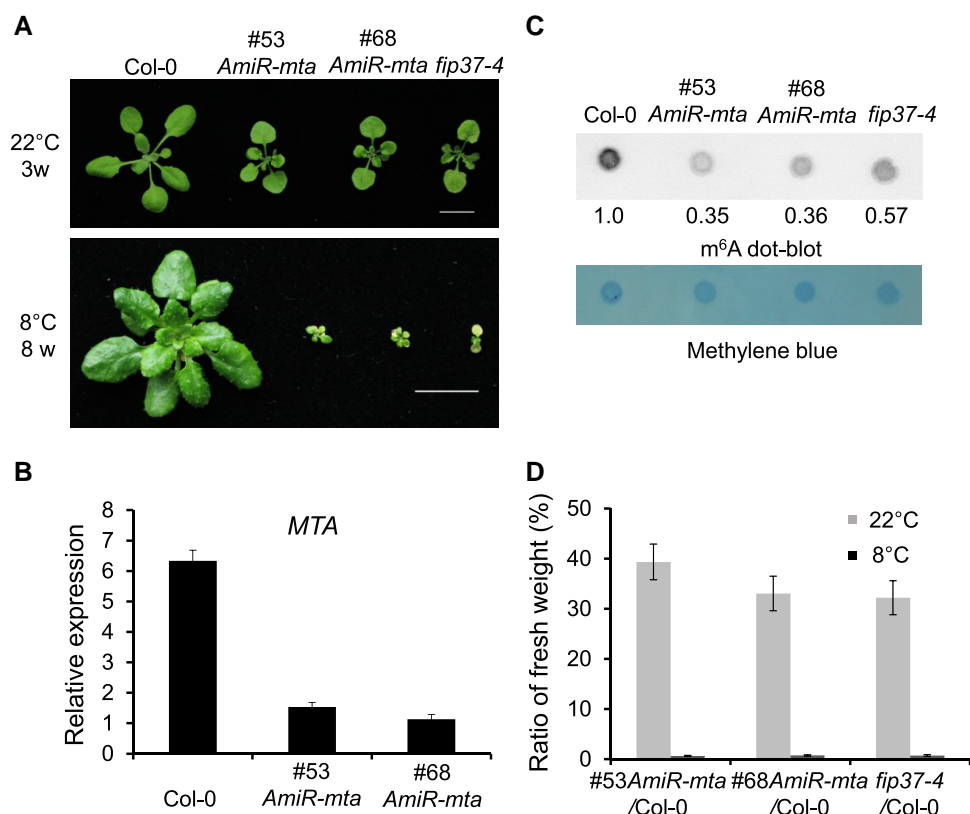 A
#53
#68
Col-0
AmiR-mta
AmiR-mta
fip37-4
22°C
3w
8°C
8 w
B
8
7
6
5
4
3
2
1
0
Relative expression
MTA
Col-0
#53
AmiR-mta
#68
AmiR-mta
C
#53
#68
Col-0
AmiR-mta
AmiR-mta
fip37-4
1.0
0.35
0.36
0.57
m⁶A dot-blot
Methylene blue
D
50
40
30
20
10
0
Ratio of fresh weight (%)
22°C
8°C
#53AmiR-mta
/Col-0
#68AmiR-mta
/Col-0
fip37-4
/Col-0